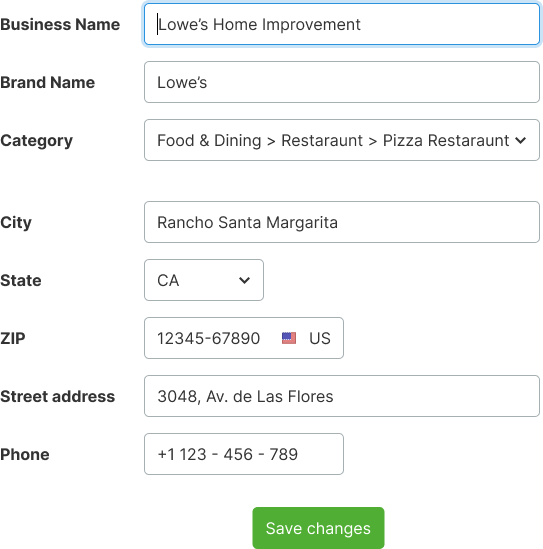 Business Name Lowe’s Home Improvement
Brand Name Lowe’s
Category Food & Dining > Restaraunt > Pizza Restaraunt
City Rancho Santa Margarita
State CA
ZIP 12345-67890 US
Street address 3048, Av. de Las Flores
Phone +1 123 - 456 - 789
Save changes